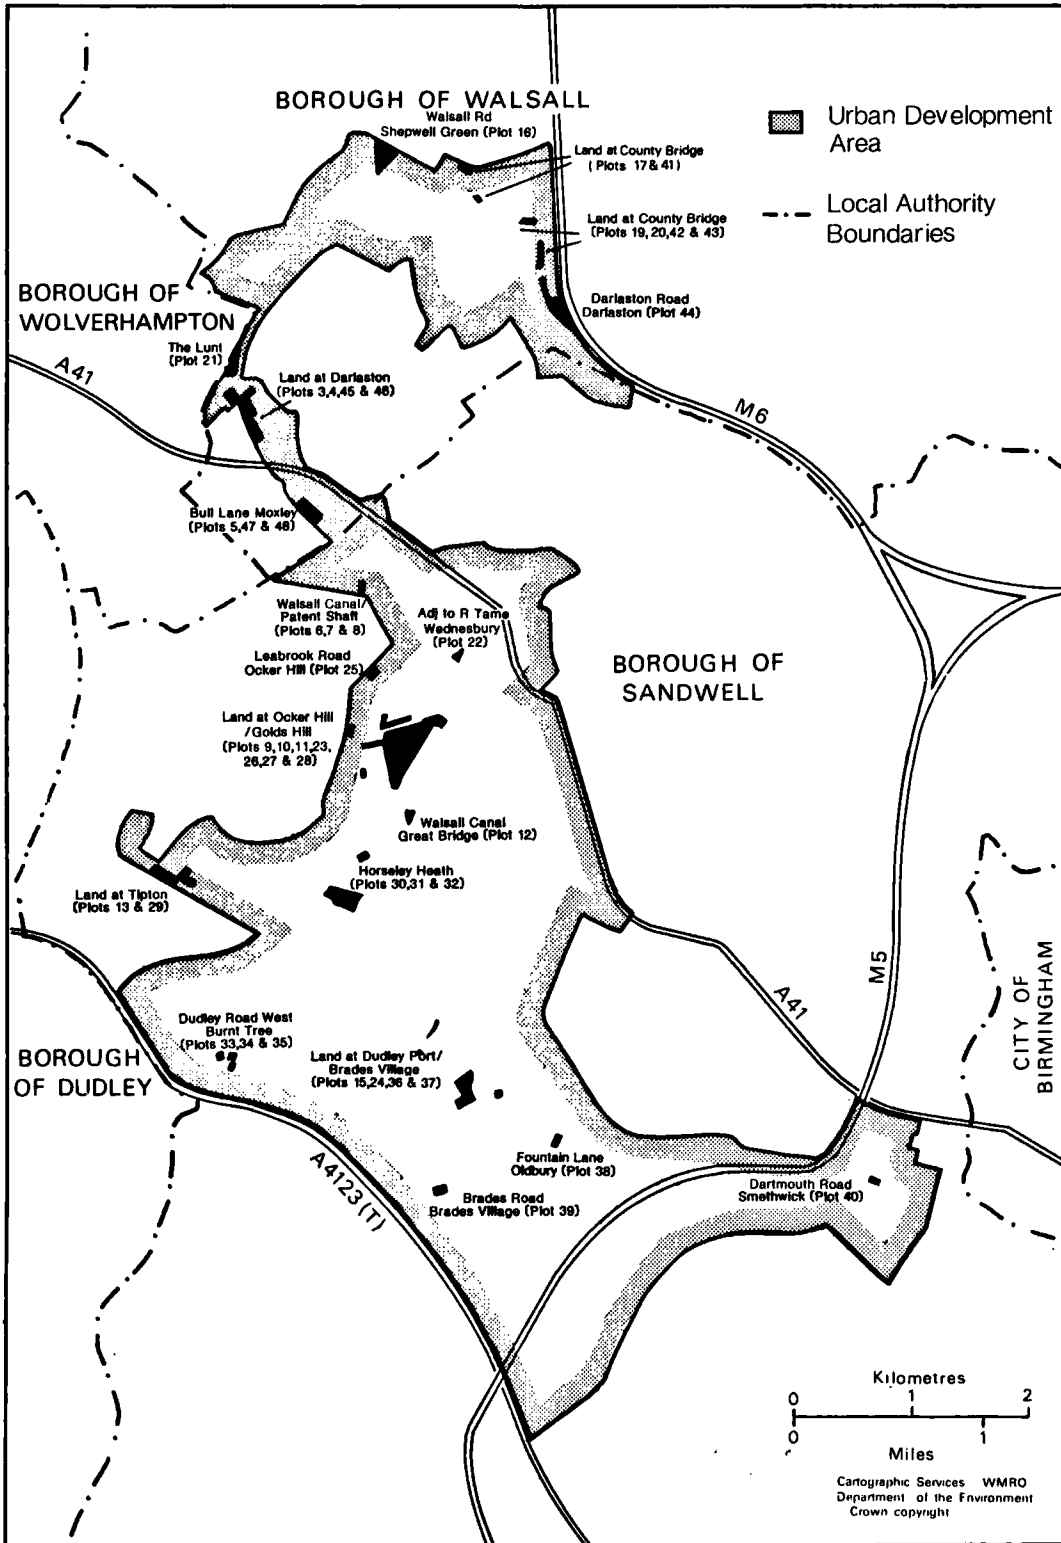 BOROUGH OF WALSALL
Walsall Rd
Shepwell Green (Plot 16)
Land at County Bridge
(Plots 17 & 41)
Land at County Bridge
(Plots 19, 20, 42 & 43)
Urban Development
Area
Local Authority
Boundaries
BOROUGH OF
WOLVERHAMPTON
Darlaston Road
Darlaston (Plot 44)
The Lunt
(Plot 21)
A41
Land at Darlaston
(Plots 3,4,45 & 46)
M6
Bull Lane Moxley
(Plots 5,47 & 48)
Walsall Canal/
Patent Shaft
(Plots 6,7 & 8)
Adj to R Tame
Wednesbury
(Plot 22)
Leabrook Road
Ocker Hill (Plot 25)
BOROUGH OF
SANDWELL
Land at Ocker Hill
/Golds Hill
(Plots 9,10,11,23,
26,27 & 28)
Walsall Canal
Great Bridge (Plot 12)
Horseley Heath
(Plots 30,31 & 32)
Land at Tipton
(Plots 13 & 29)
M5
A41
CITY OF
BIRMINGHAM
Dudley Road West
Burnt Tree
(Plots 33,34 & 35)
BOROUGH
OF DUDLEY
Land at Dudley Port/
Brades Village
(Plots 15,24,36 & 37)
Fountain Lane
Oldbury (Plot 38)
A4123 (T)
Brades Road
Brades Village (Plot 39)
Dartmouth Road
Smethwick (Plot 40)
Kilometres
0 1 2
0 1
Miles
Cartographic Services WMRO
Department of the Environment
Crown copyright